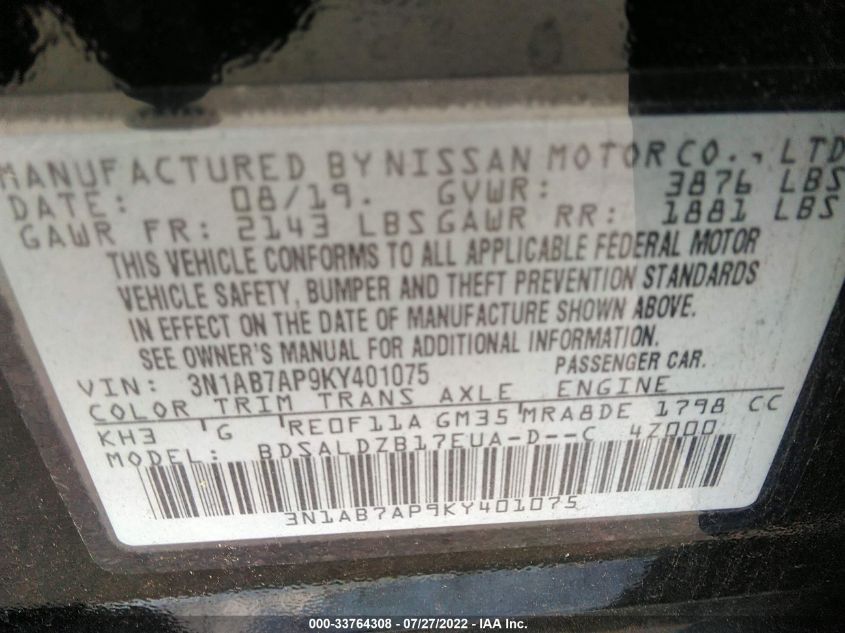 MANUFACTURED BY NISSAN MOTOR CO., LTD
DATE: 08/19. GVWR: 3876 LBS
GAWR FR: 2143 LBS GAWR RR: 1881 LBS
THIS VEHICLE CONFORMS TO ALL APPLICABLE FEDERAL MOTOR
VEHICLE SAFETY, BUMPER AND THEFT PREVENTION STANDARDS
IN EFFECT ON THE DATE OF MANUFACTURE SHOWN ABOVE.
SEE OWNER'S MANUAL FOR ADDITIONAL INFORMATION.
VIN: 3N1AB7AP9KY401075 PASSENGER CAR.
COLOR TRIM TRANS AXLE ENGINE
KH3 G RE0F11A GM35 MRA8DE 1798 CC
MODEL: BDSALDZB17EUA-D--C 47000
3N1AB7AP9KY401075
000-33764308 - 07/27/2022 - IAA Inc.